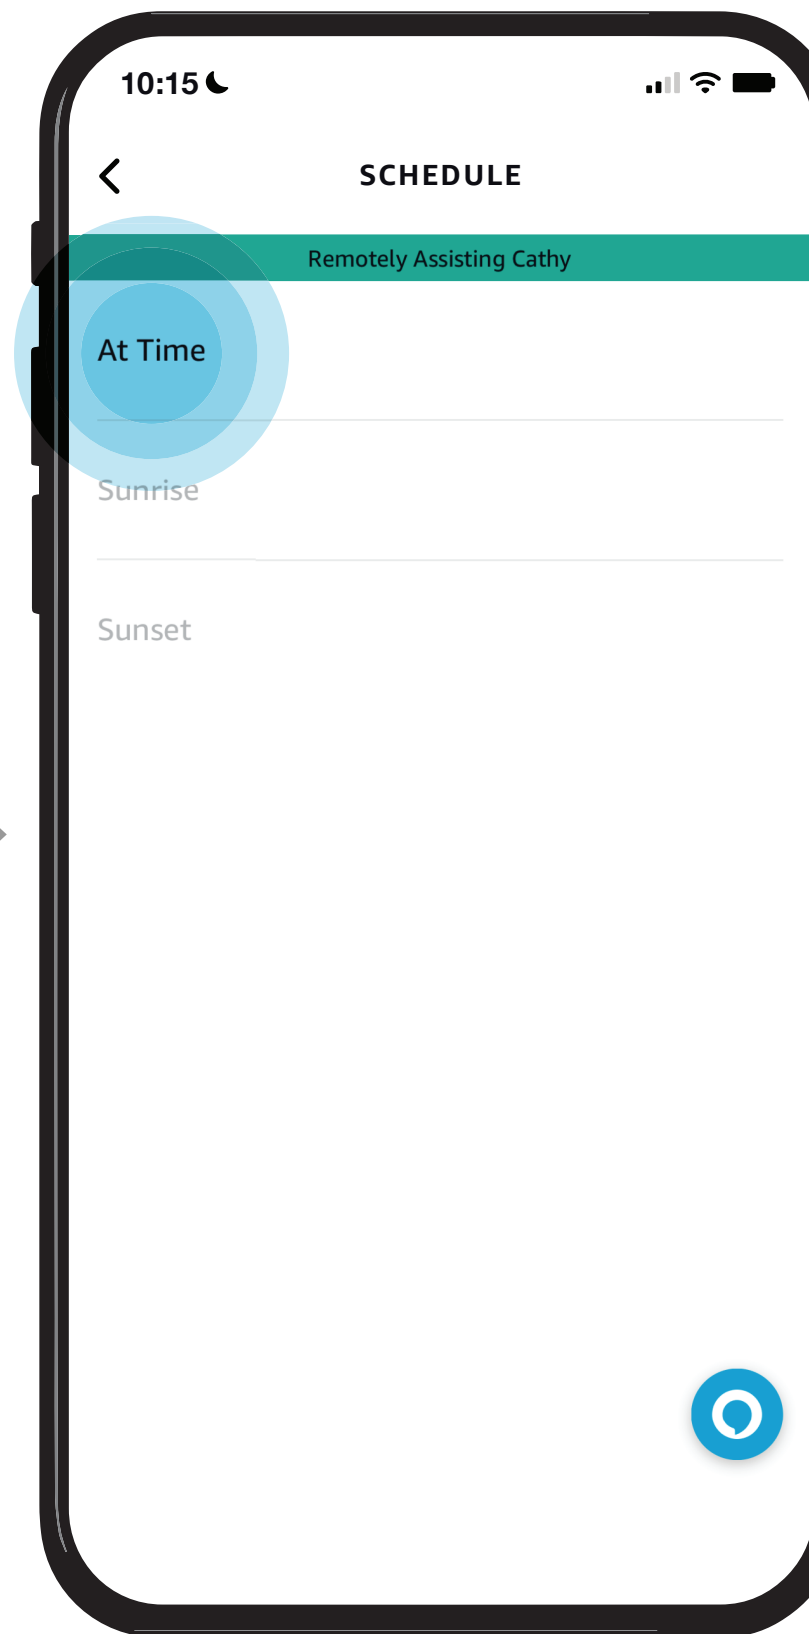 10:15
SCHEDULE
Remotely Assisting Cathy
At Time
Sunrise
Sunset